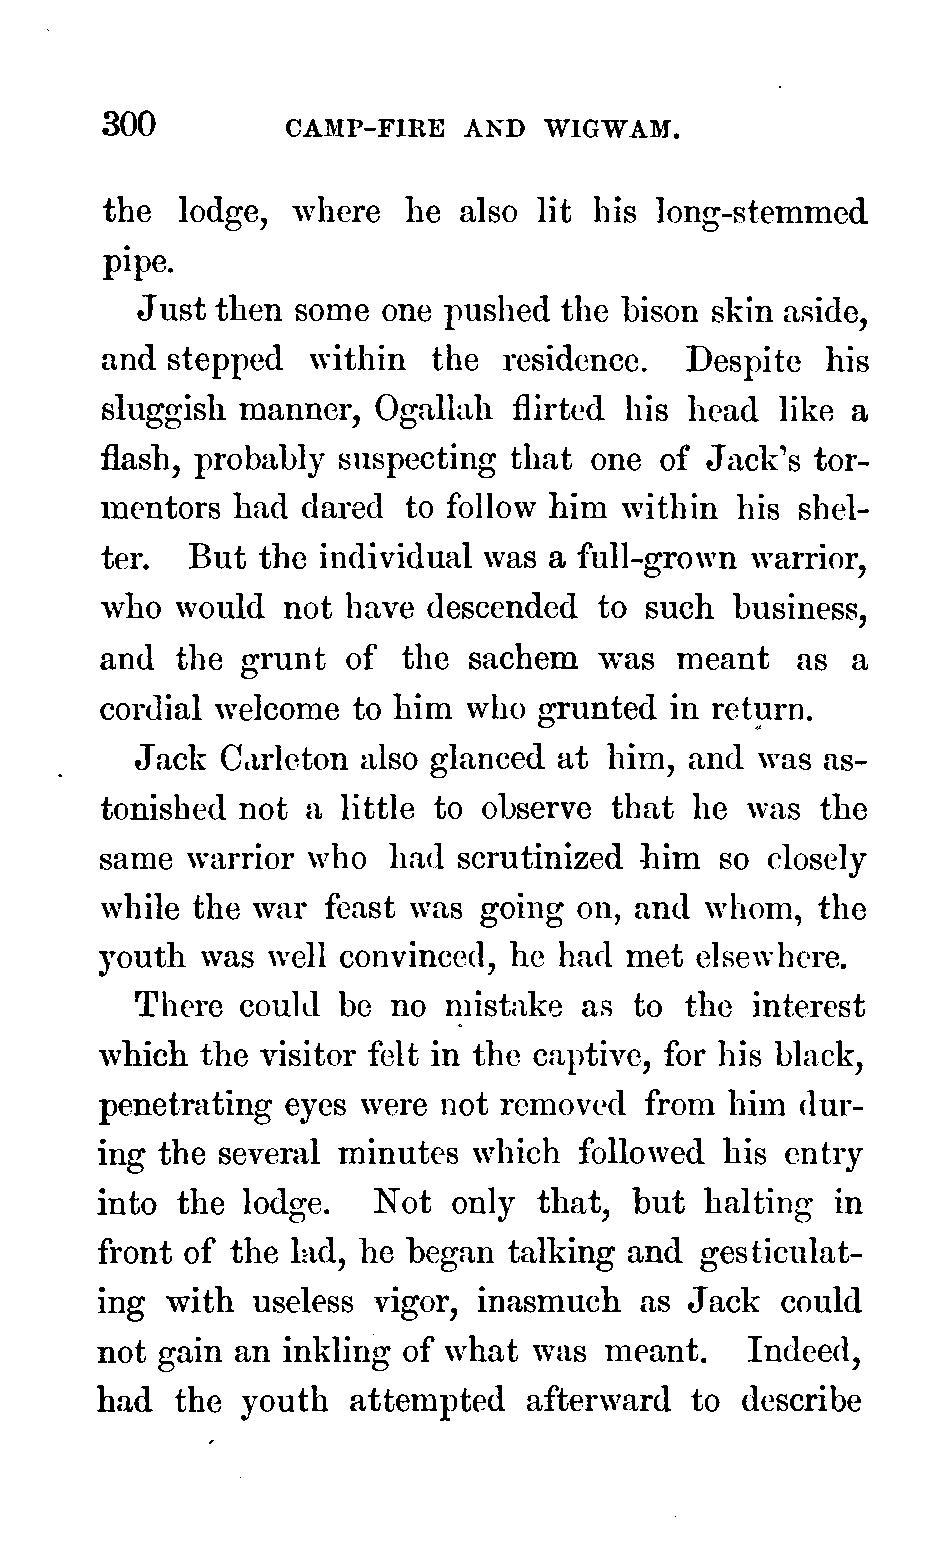 300 CAMP-FIRE AND WIGWAM.
the lodge, where he also lit his long-stemmed
pipe.
Just then some one pushed the bison skin aside,
and stepped within the residence. Despite his
sluggish manner, Ogallah flirted his head like a
flash, probably suspecting that one of Jack's tor-
mentors had dared to follow him within his shel-
ter. But the individual was a full-grown warrior,
who would not have descended to such business,
and the grunt of the sachem was meant as a
cordial welcome to him who grunted in return.
Jack Carleton also glanced at him, and was as-
tonished not a little to observe that he was the
same warrior who had scrutinized him so closely
while the war feast was going on, and whom, the
youth was well convinced, he had met elsewhere.
There could be no mistake as to the interest
which the visitor felt in the captive, for his black,
penetrating eyes were not removed from him dur-
ing the several minutes which followed his entry
into the lodge. Not only that, but halting in
front of the lad, he began talking and gesticulat-
ing with useless vigor, inasmuch as Jack could
not gain an inkling of what was meant. Indeed,
had the youth attempted afterward to describe